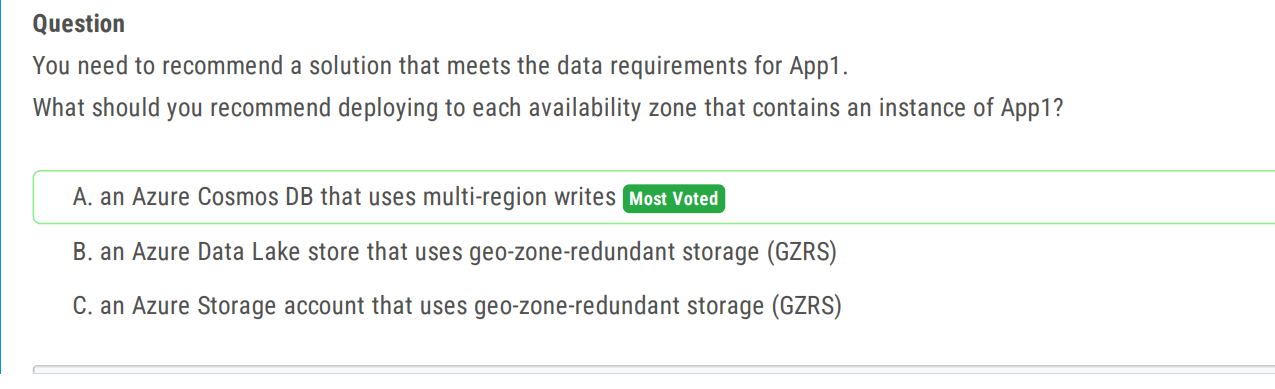 Question
You need to recommend a solution that meets the data requirements for App1.
What should you recommend deploying to each availability zone that contains an instance of App1?
A. an Azure Cosmos DB that uses multi-region writes Most Voted
B. an Azure Data Lake store that uses geo-zone-redundant storage (GZRS)
C. an Azure Storage account that uses geo-zone-redundant storage (GZRS)